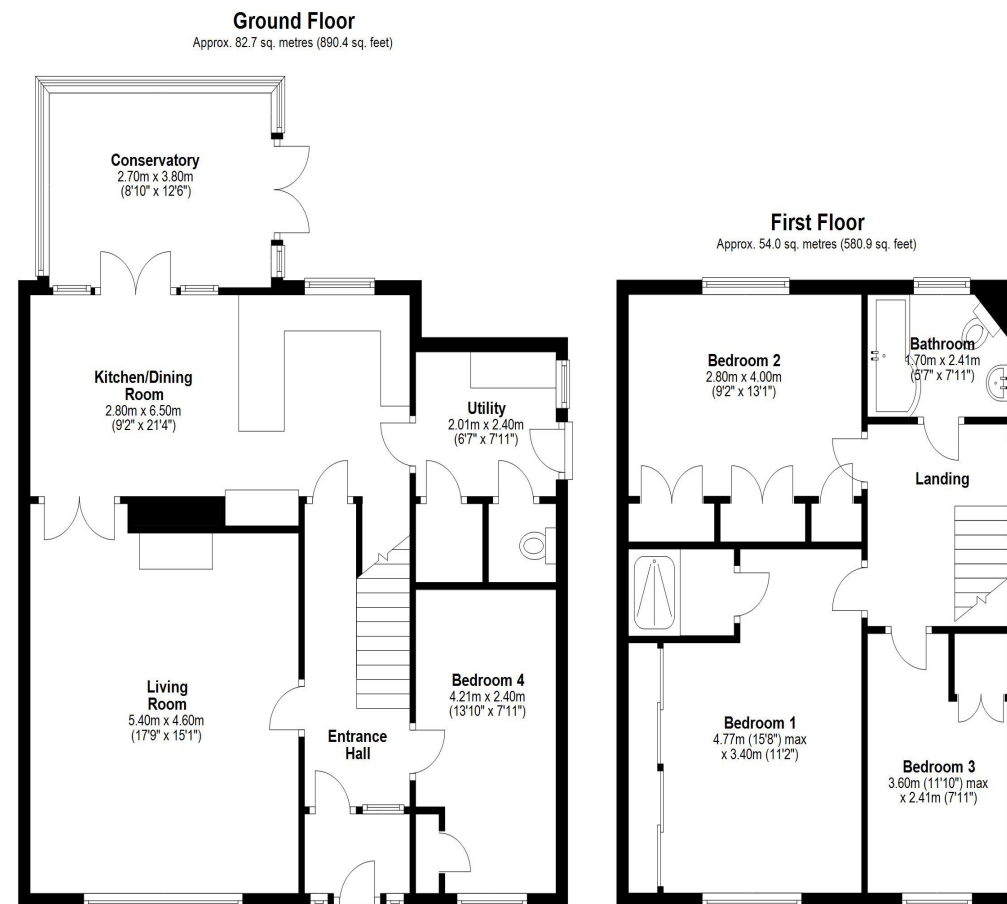 Ground Floor
Approx. 82.7 sq. metres (890.4 sq. feet)
Conservatory
2.70m x 3.80m
(8'10" x 12'6")
Kitchen/Dining
Room
2.80m x 6.50m
(9'2" x 21'4")
Utility
2.01m x 2.40m
(6'7" x 7'11")
Living
Room
5.40m x 4.60m
(17'9" x 15'1")
Entrance
Hall
Bedroom 4
4.21m x 2.40m
(13'10" x 7'11")
First Floor
Approx. 54.0 sq. metres (580.9 sq. feet)
Bedroom 2
2.80m x 4.00m
(9'2" x 13'1")
Bathroom
1.70m x 2.41m
(5'7" x 7'11")
Landing
Bedroom 1
4.77m (15'8") max
x 3.40m (11'2")
Bedroom 3
3.60m (11'10") max
x 2.41m (7'11")